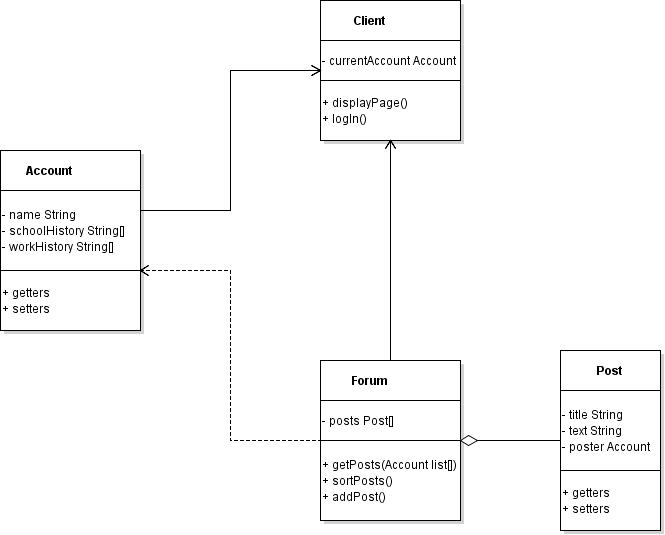 Client
- currentAccount Account
+ displayPage()
+ logIn()
Account
- name String
- schoolHistory String[]
- workHistory String[]
+ getters
+ setters
Forum
- posts Post[]
+ getPosts(Account list[])
+ sortPosts()
+ addPost()
Post
- title String
- text String
- poster Account
+ getters
+ setters